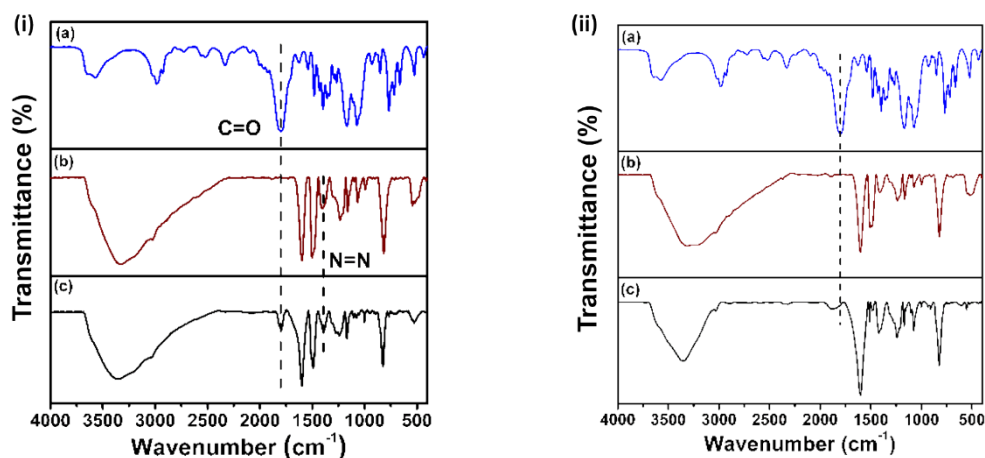 (i)
(a)
C=O
(b)
N=N
(c)
Transmittance (%)
4000 3500 3000 2500 2000 1500 1000 500
Wavenumber (cm⁻¹)
(ii)
(a)
(b)
(c)
Transmittance (%)
4000 3500 3000 2500 2000 1500 1000 500
Wavenumber (cm⁻¹)